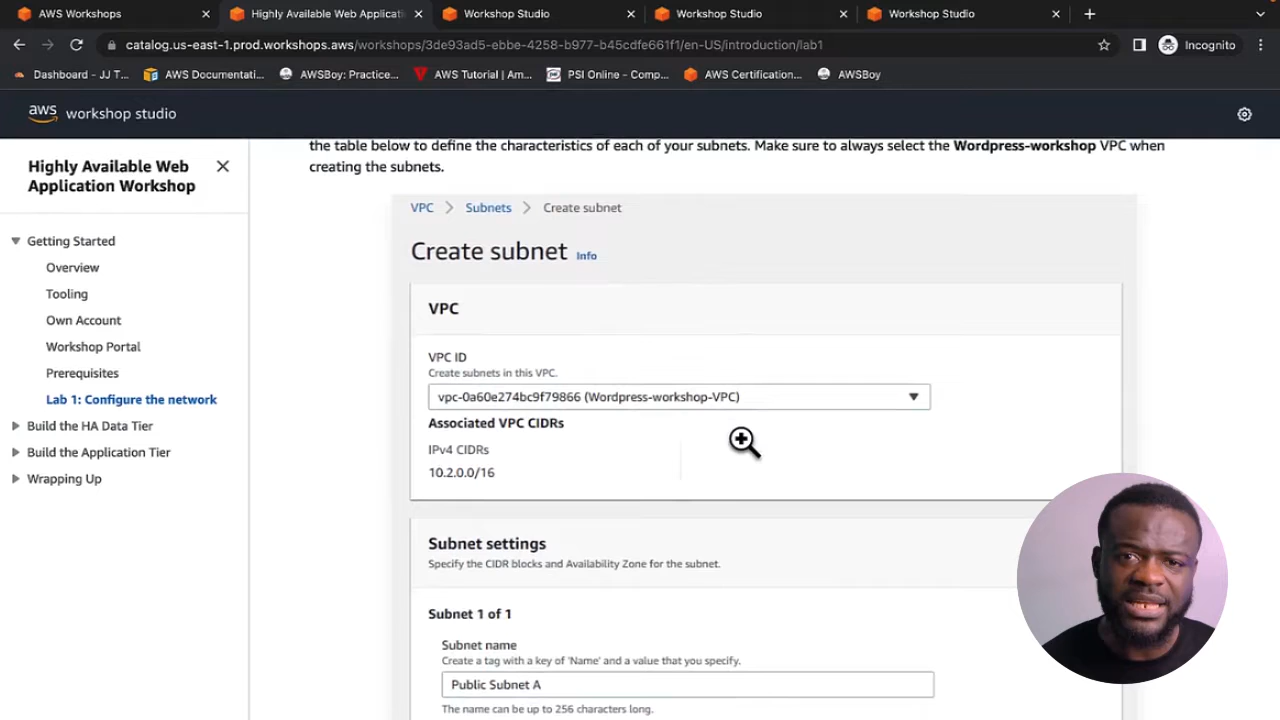 AWS Workshops
Highly Available Web Applicati
Workshop Studio
Workshop Studio
Workshop Studio
catalog.us-east-1.prod.workshops.aws/workshops/3de93ad5-ebbe-4258-b977-b45cdfe661f1/en-US/introduction/lab1
Incognito
Dashboard - JJ T...
AWS Documentati...
AWSBoy: Practice...
AWS Tutorial | Am...
PSI Online - Comp...
AWS Certification...
AWSBoy
aws workshop studio
Highly Available Web
Application Workshop
Getting Started
Overview
Tooling
Own Account
Workshop Portal
Prerequisites
Lab 1: Configure the network
Build the HA Data Tier
Build the Application Tier
Wrapping Up
the table below to define the characteristics of each of your subnets. Make sure to always select the Wordpress-workshop VPC when
creating the subnets.
VPC > Subnets > Create subnet
Create subnet Info
VPC
VPC ID
Create subnets in this VPC.
vpc-0a60e274bc9f79866 (Wordpress-workshop-VPC)
Associated VPC CIDRs
IPv4 CIDRs
10.2.0.0/16
Subnet settings
Specify the CIDR blocks and Availability Zone for the subnet.
Subnet 1 of 1
Subnet name
Create a tag with a key of 'Name' and a value that you specify.
Public Subnet A
The name can be up to 256 characters long.